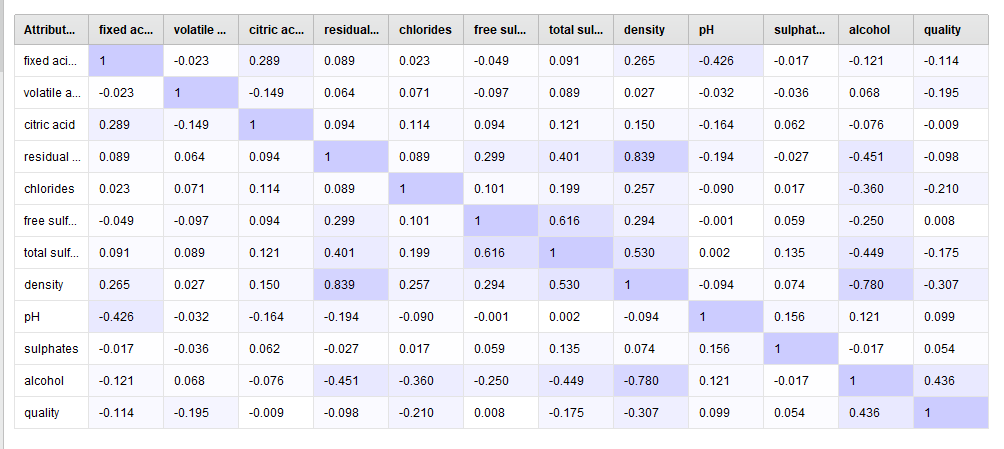 Attribut... fixed ac... volatile ... citric ac... residual... chlorides free sul... total sul... density pH sulphat... alcohol quality
fixed aci... 1 -0.023 0.289 0.089 0.023 -0.049 0.091 0.265 -0.426 -0.017 -0.121 -0.114
volatile a... -0.023 1 -0.149 0.064 0.071 -0.097 0.089 0.027 -0.032 -0.036 0.068 -0.195
citric acid 0.289 -0.149 1 0.094 0.114 0.094 0.121 0.150 -0.164 0.062 -0.076 -0.009
residual ... 0.089 0.064 0.094 1 0.089 0.299 0.401 0.839 -0.194 -0.027 -0.451 -0.098
chlorides 0.023 0.071 0.114 0.089 1 0.101 0.199 0.257 -0.090 0.017 -0.360 -0.210
free sulf... -0.049 -0.097 0.094 0.299 0.101 1 0.616 0.294 -0.001 0.059 -0.250 0.008
total sulf... 0.091 0.089 0.121 0.401 0.199 0.616 1 0.530 0.002 0.135 -0.449 -0.175
density 0.265 0.027 0.150 0.839 0.257 0.294 0.530 1 -0.094 0.074 -0.780 -0.307
pH -0.426 -0.032 -0.164 -0.194 -0.090 -0.001 0.002 -0.094 1 0.156 0.121 0.099
sulphates -0.017 -0.036 0.062 -0.027 0.017 0.059 0.135 0.074 0.156 1 -0.017 0.054
alcohol -0.121 0.068 -0.076 -0.451 -0.360 -0.250 -0.449 -0.780 0.121 -0.017 1 0.436
quality -0.114 -0.195 -0.009 -0.098 -0.210 0.008 -0.175 -0.307 0.099 0.054 0.436 1